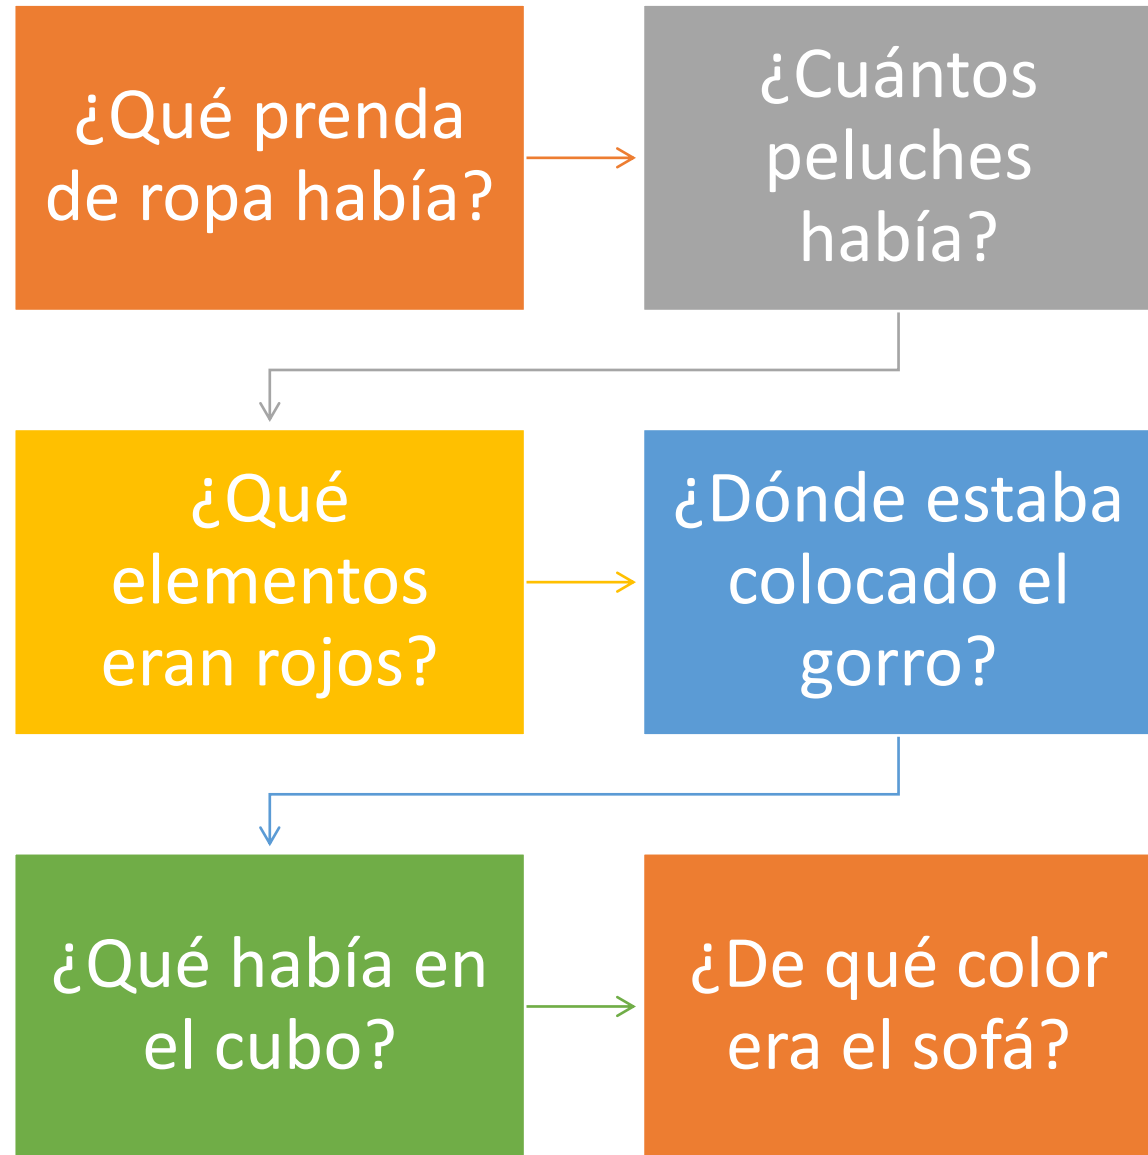 ¿Qué prenda
de ropa había?
¿Cuántos
peluches
había?
¿Qué
elementos
eran rojos?
¿Dónde estaba
colocado el
gorro?
¿Qué había en
el cubo?
¿De qué color
era el sofá?